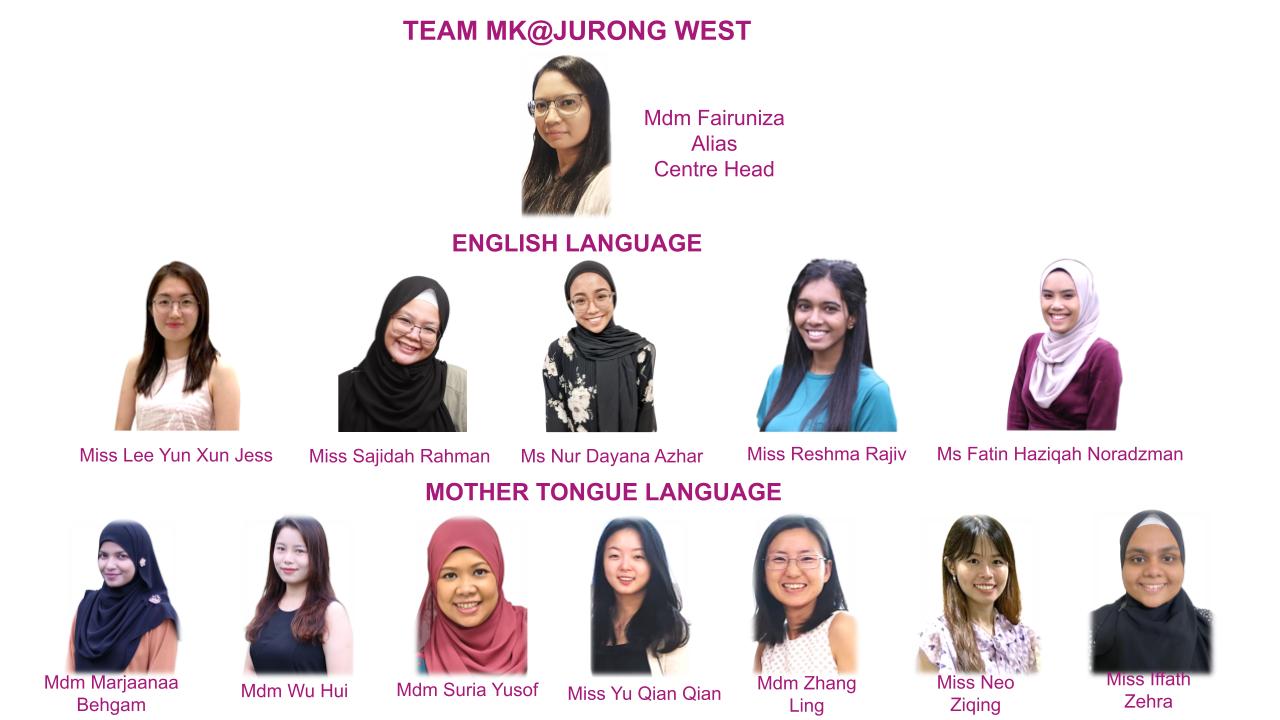 TEAM MK@JURONG WEST
Mdm Fairuniza
Alias
Centre Head
ENGLISH LANGUAGE
Miss Lee Yun Xun Jess
Miss Sajidah Rahman
Ms Nur Dayana Azhar
Miss Reshma Rajiv
Ms Fatin Haziqah Noradzman
MOTHER TONGUE LANGUAGE
Mdm Marjaanaa
Behgam
Mdm Wu Hui
Mdm Suria Yusof
Miss Yu Qian Qian
Mdm Zhang
Ling
Miss Neo
Ziqing
Miss Iffath
Zehra